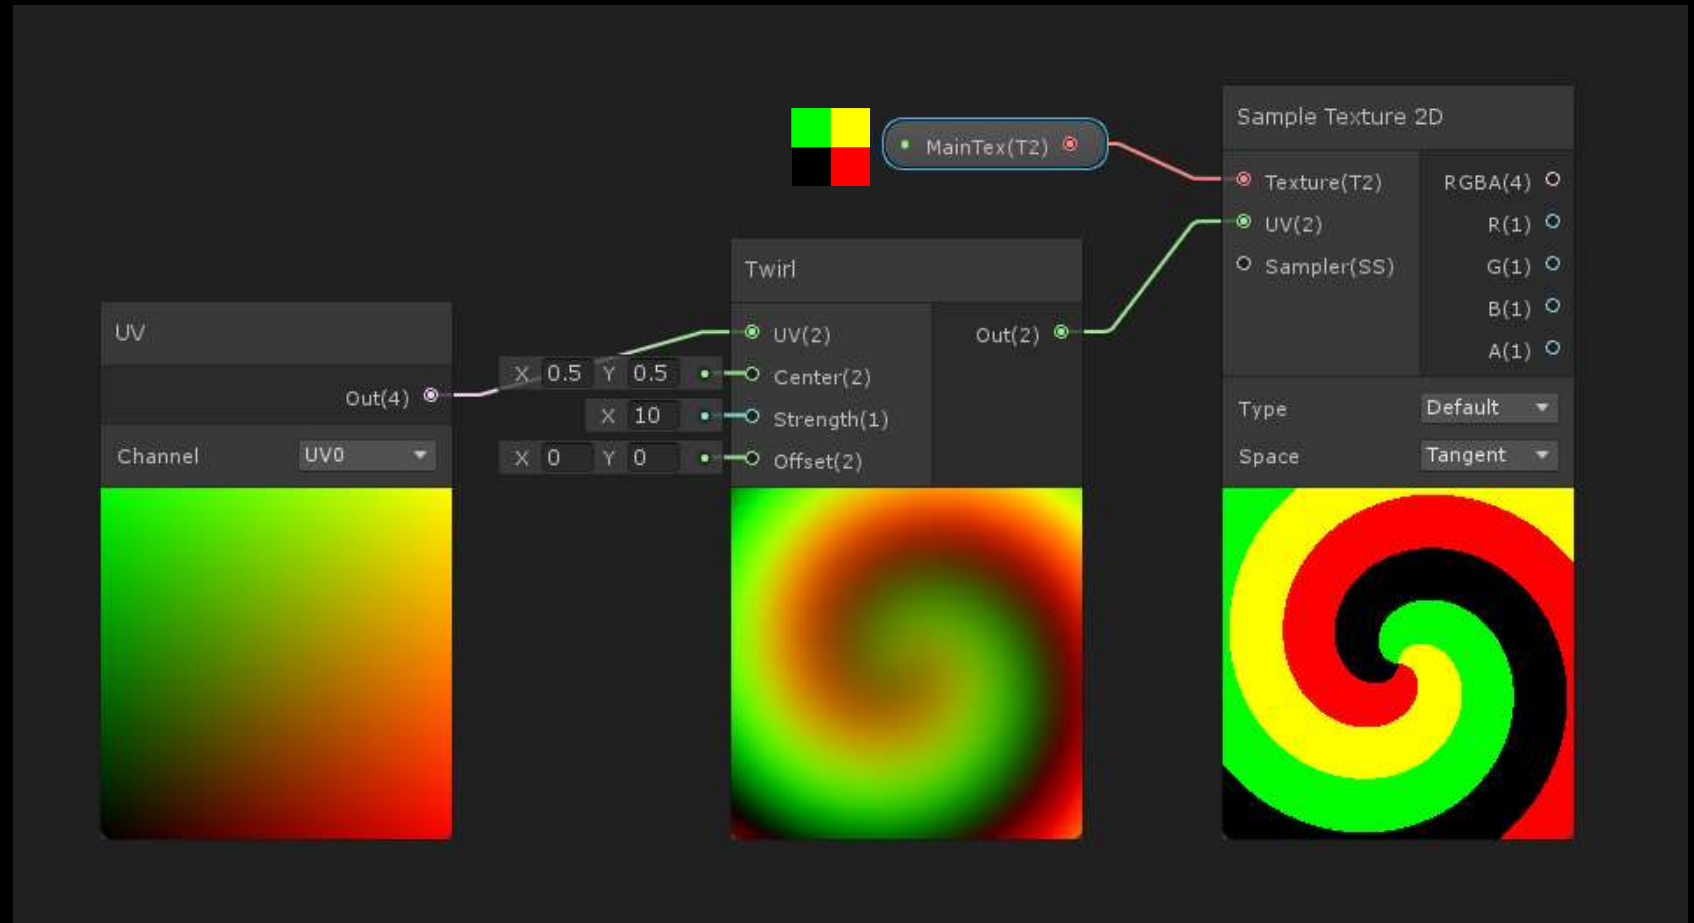 UV
Out(4)
Channel UV0
MainTex(T2)
Twirl
UV(2) Out(2)
X 0.5 Y 0.5 Center(2)
X 10 Strength(1)
X 0 Y 0 Offset(2)
Sample Texture 2D
Texture(T2) RGBA(4)
UV(2) R(1)
Sampler(SS) G(1)
B(1)
A(1)
Type Default
Space Tangent